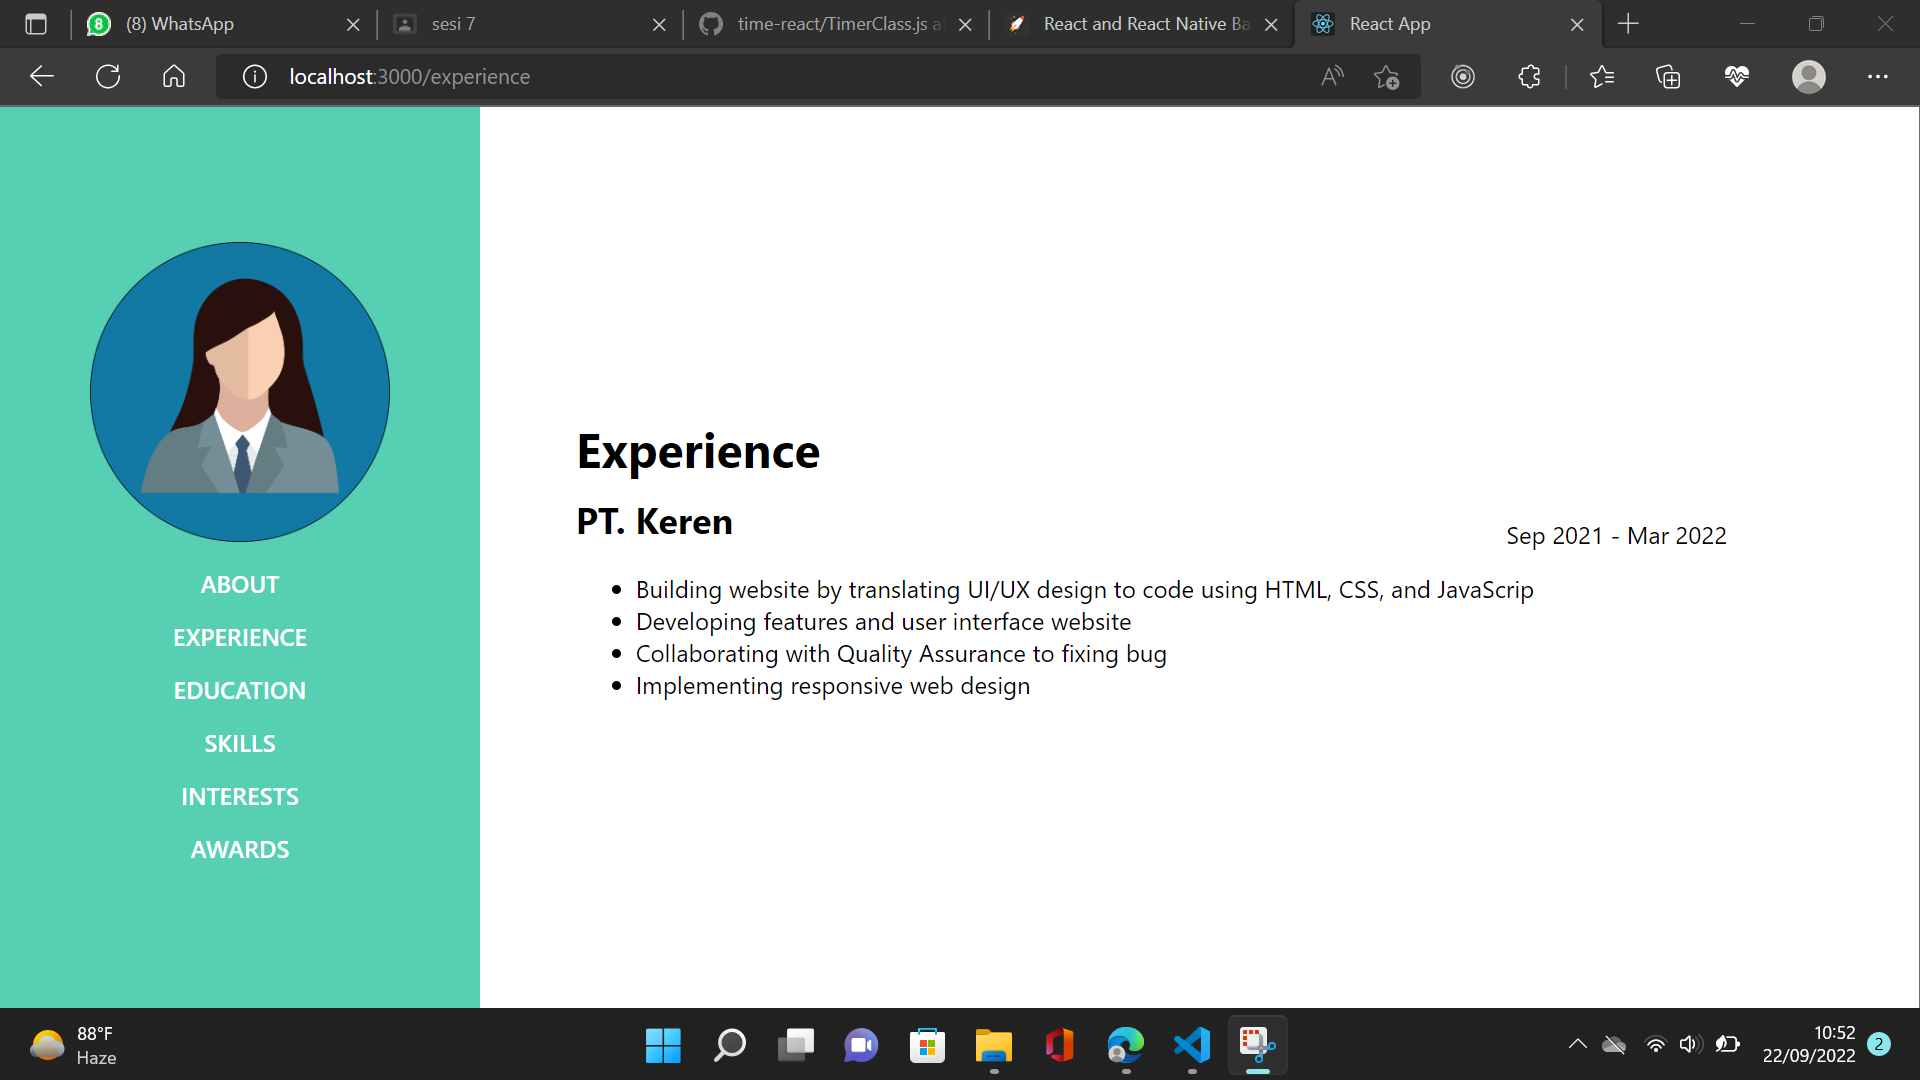 8
(8) WhatsApp
sesi 7
time-react/TimerClass.js a
React and React Native Ba
React App
localhost:3000/experience
ABOUT
EXPERIENCE
EDUCATION
SKILLS
INTERESTS
AWARDS
Experience
PT. Keren
Sep 2021 - Mar 2022
Building website by translating UI/UX design to code using HTML, CSS, and JavaScrip
Developing features and user interface website
Collaborating with Quality Assurance to fixing bug
Implementing responsive web design
88°F
Haze
10:52
22/09/2022
2